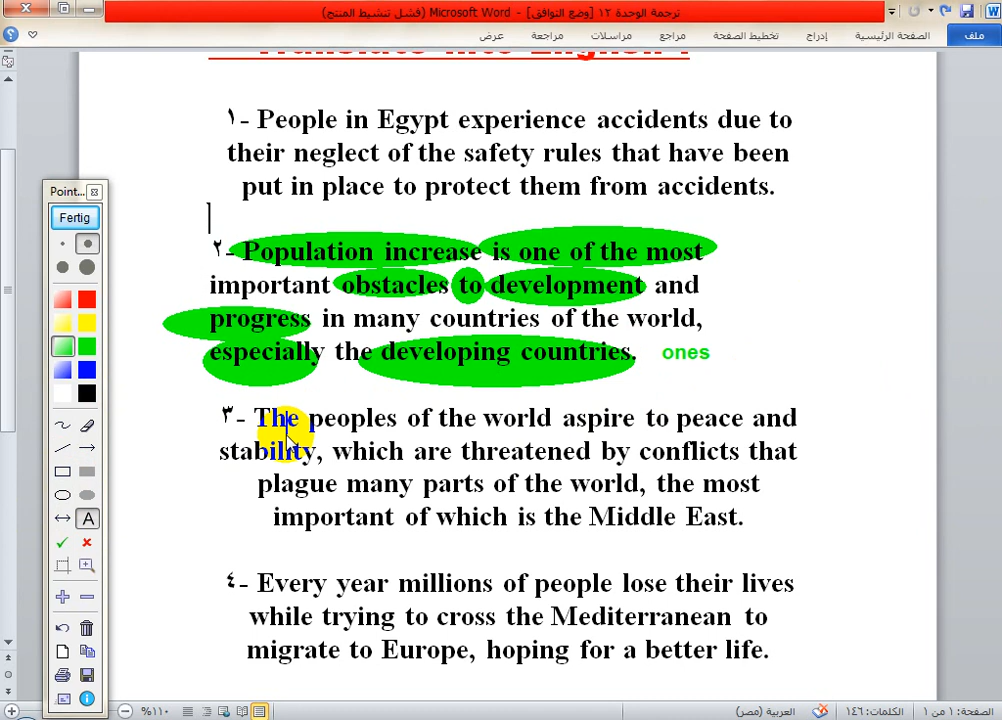 ترجمة الوحدة ١٢ [وضع التوافق] - Microsoft Word (فشل تنشيط المنتج)
ملف الصفحة الرئيسية إدراج تخطيط الصفحة مراجع مراسلات مراجعة عرض
١- People in Egypt experience accidents due to
their neglect of the safety rules that have been
put in place to protect them from accidents.
Point...
Fertig
٢- Population increase is one of the most
important obstacles to development and
progress in many countries of the world,
especially the developing countries. ones
٣- The peoples of the world aspire to peace and
stability, which are threatened by conflicts that
plague many parts of the world, the most
important of which is the Middle East.
A
٤- Every year millions of people lose their lives
while trying to cross the Mediterranean to
migrate to Europe, hoping for a better life.
الصفحة: ١ من ١ الكلمات: ١٤٦ العربية (مصر) ١١٠%